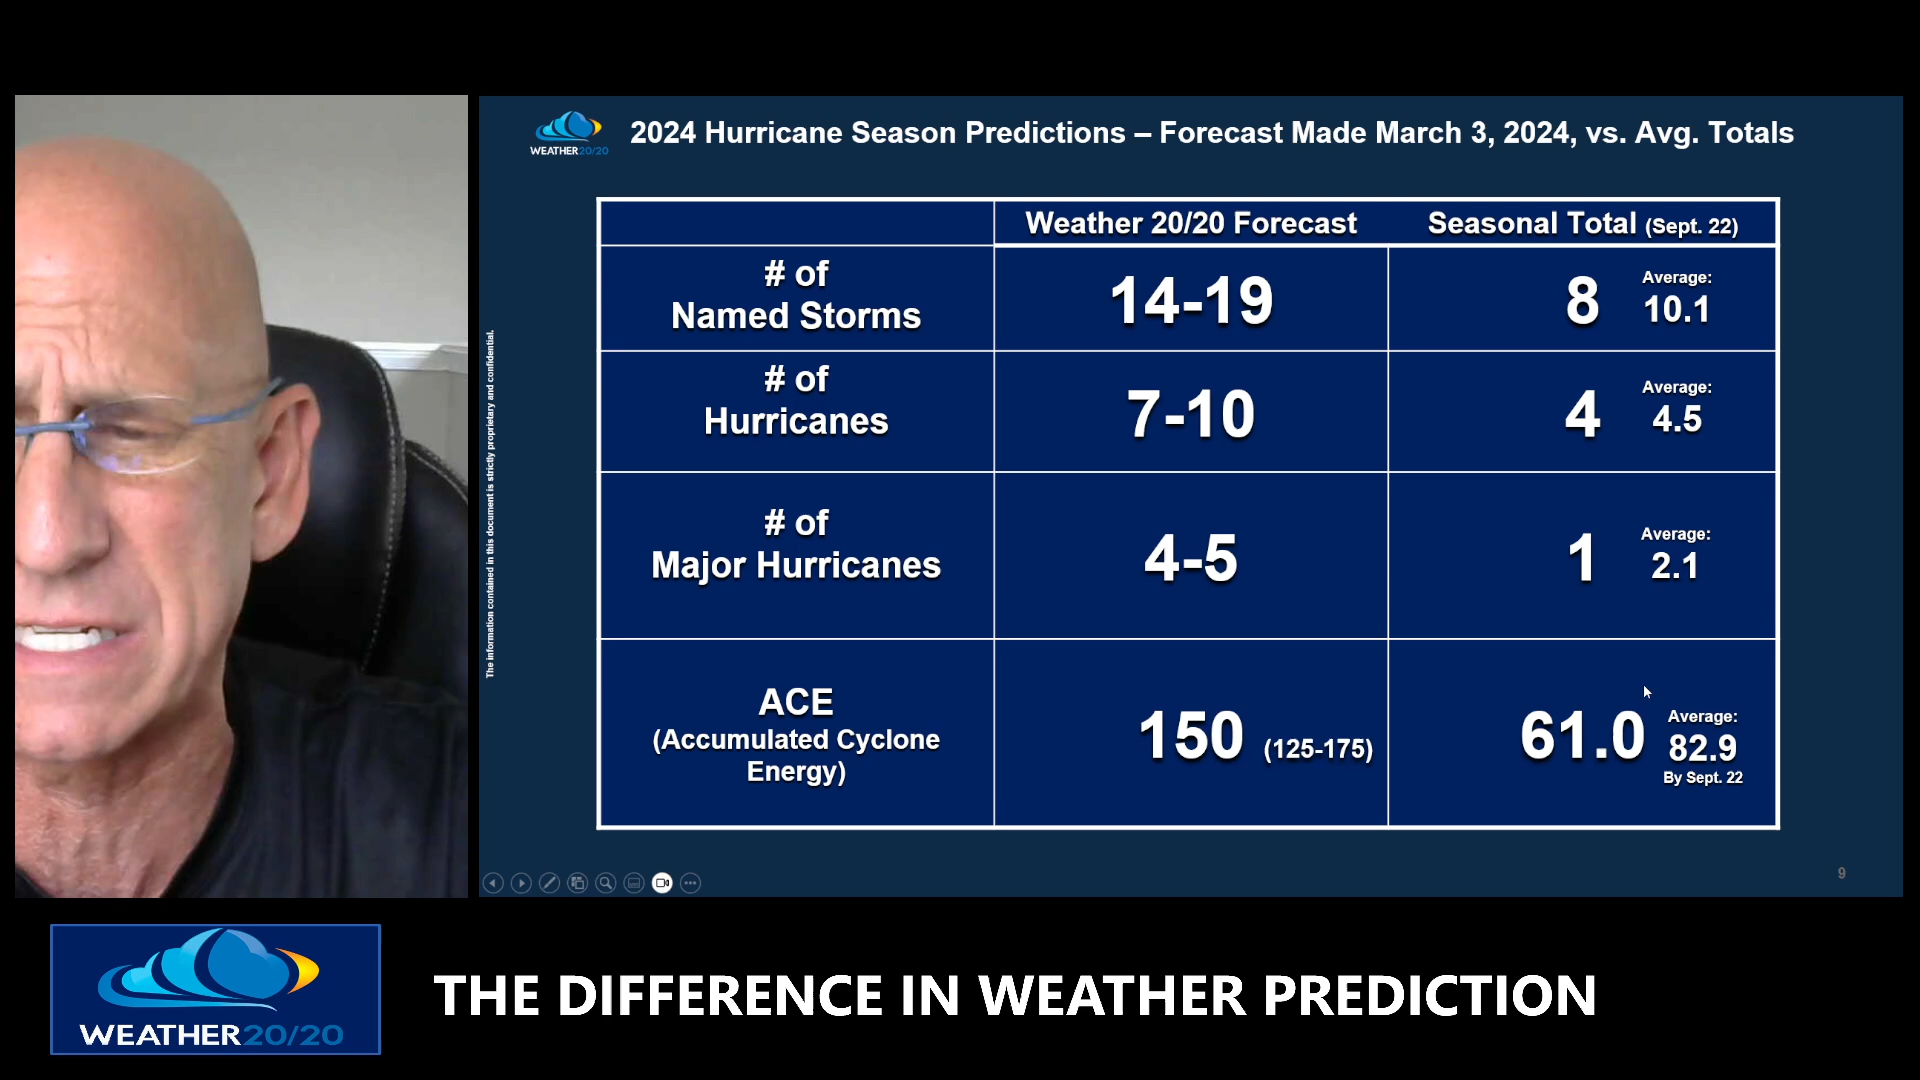 WEATHER20/20
2024 Hurricane Season Predictions – Forecast Made March 3, 2024, vs. Avg. Totals
The information contained in this document is strictly proprietary and confidential.
Weather 20/20 Forecast
Seasonal Total (Sept. 22)
# of
Named Storms
14-19
8
Average:
10.1
# of
Hurricanes
7-10
4
Average:
4.5
# of
Major Hurricanes
4-5
1
Average:
2.1
ACE
(Accumulated Cyclone
Energy)
150 (125-175)
61.0
Average:
82.9
By Sept. 22
9
WEATHER20/20
THE DIFFERENCE IN WEATHER PREDICTION